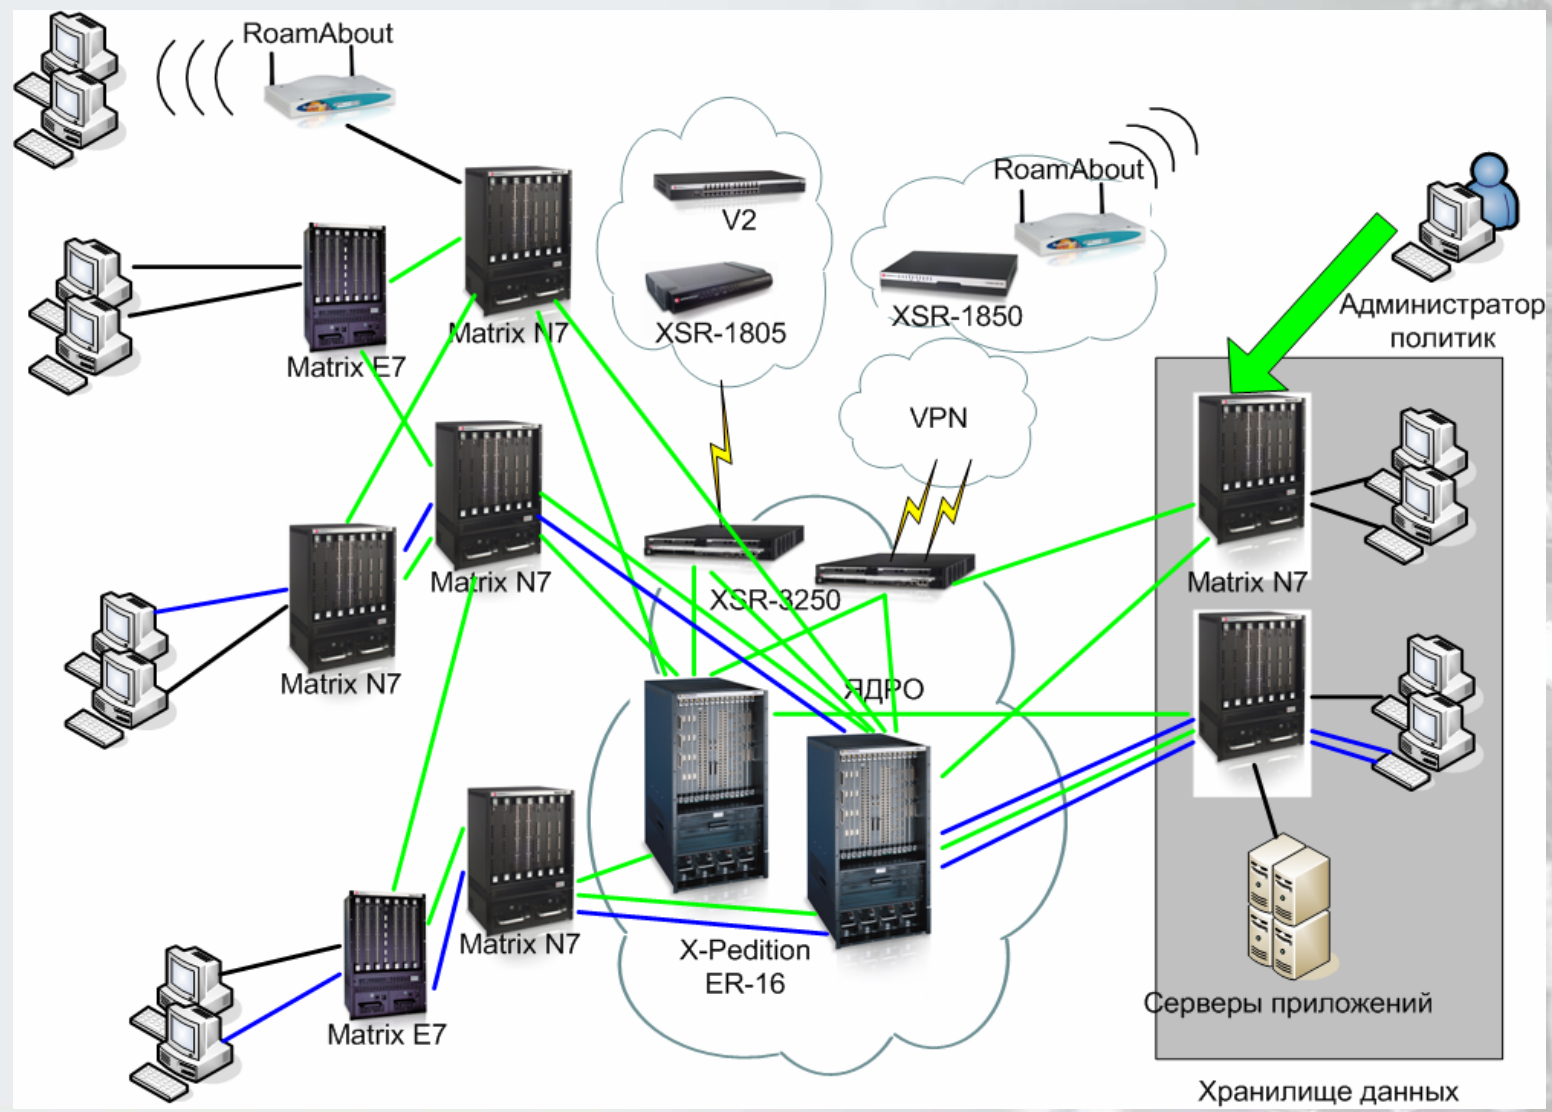 RoamAbout
RoamAbout
V2
XSR-1805
XSR-1850
Администратор
политик
Matrix N7
Matrix E7
VPN
Matrix N7
XSR-3250
Matrix N7
Matrix N7
ЯДРО
Matrix N7
X-Pedition
ER-16
Matrix E7
Серверы приложений
Хранилище данных